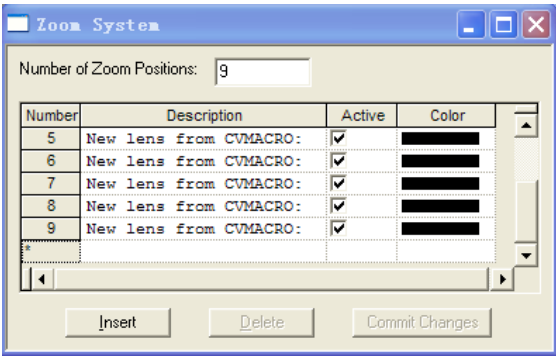 Zoom System
Number of Zoom Positions: 9
Number Description Active Color
5 New lens from CVMACRO:
6 New lens from CVMACRO:
7 New lens from CVMACRO:
8 New lens from CVMACRO:
9 New lens from CVMACRO:
*
Insert Delete Commit Changes